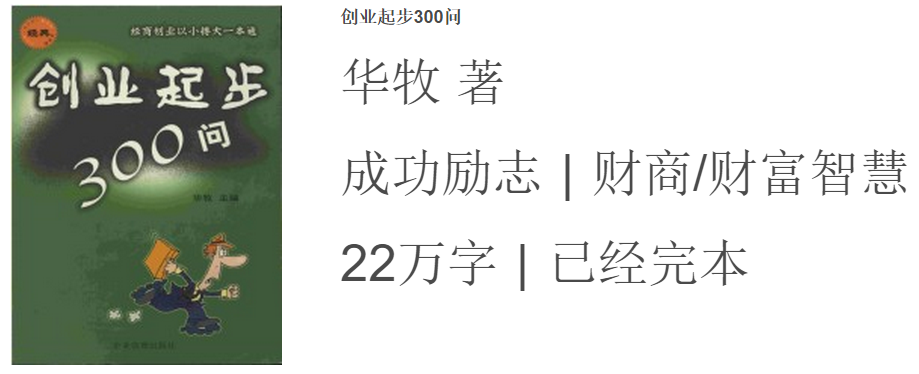 经典
经商创业以小搏大一本通
创业起步
300问
华牧 主编
创业起步300问
华牧 著
成功励志 | 财商/财富智慧
22万字 | 已经完本